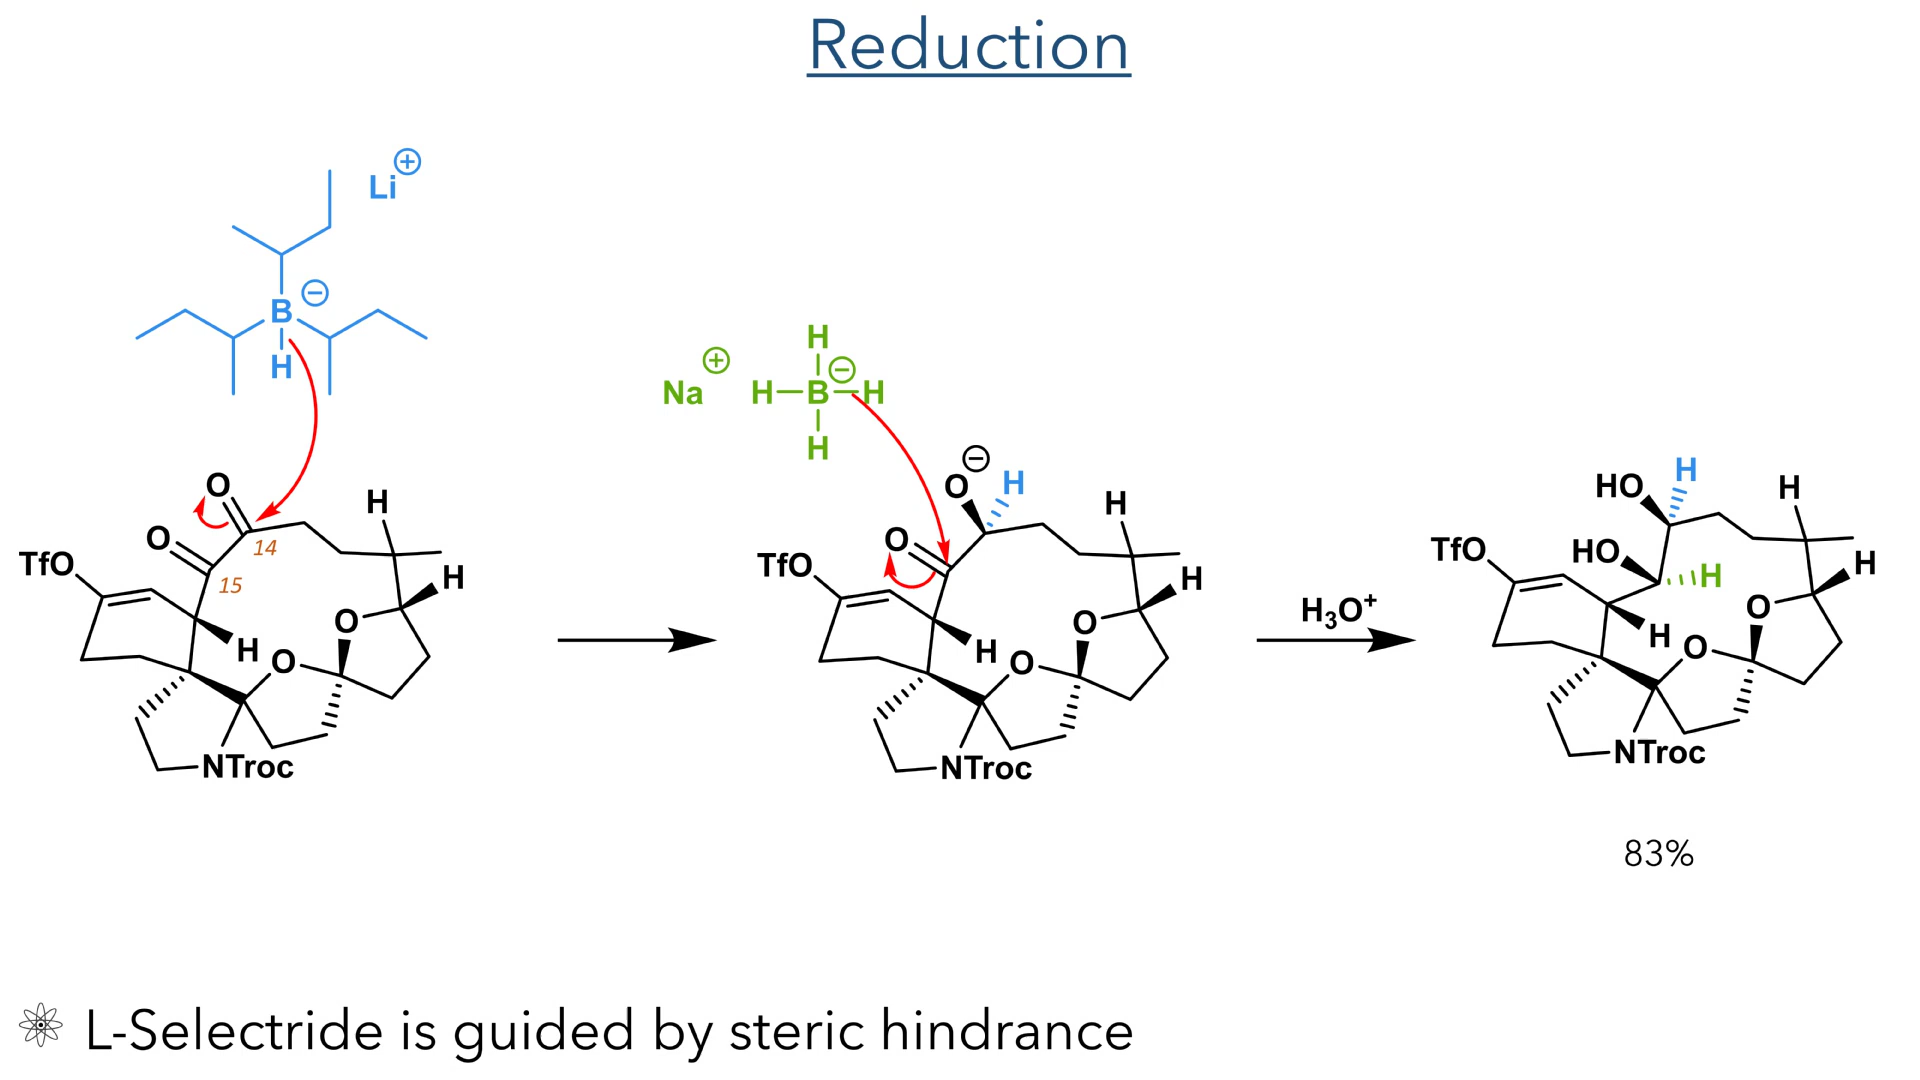 Reduction
Li⊕
B⊖
H
Na⊕
H
H–B⊖–H
H
O
O
14
15
TfO
H
H
H
O
O
NTroc
O⊖
H
O
TfO
H
H
H
O
O
NTroc
H₃O⁺
HO
H
HO
H
TfO
H
H
H
O
O
NTroc
83%
L-Selectride is guided by steric hindrance